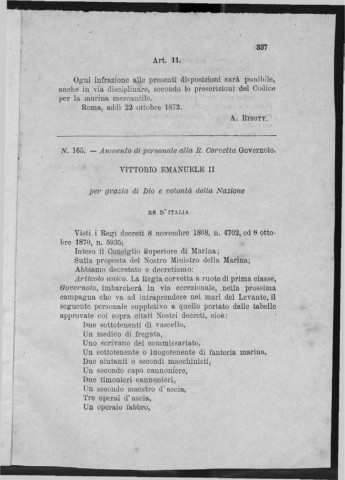 337
Art. 11.
Ogni infrazione alle presenti disposizioni sarà punibile,
anche in via disciplinare, secondo le prescrizioni del Codice
per la marina mercantile.
Roma, addì 22 ottobre 1872.
A. RIBOTY.
N. 165. — Aumento di personale alla R. Corvetta Governolo.
VITTORIO EMANUELE II
per grazia di Dio e volontà della Nazione
RE D'ITALIA
Visti i Regi decreti 8 novembre 1868, n. 4702, ed 8 otto-
bre 1870, n. 5935;
Inteso il Consiglio Superiore di Marina;
Sulla proposta del Nostro Ministro della Marina;
Abbiamo decretato e decretiamo:
Articolo unico. La Regia corvetta a ruote di prima classe,
Governolo, imbarcherà in via eccezionale, nella prossima
campagna che va ad intraprendere nei mari del Levante, il
seguente personale suppletivo a quello portato dalle tabelle
approvate coi sopra citati Nostri decreti, cioè:
Due sottotenenti di vascello,
Un medico di fregata,
Uno scrivano del commissariato,
Un sottotenente o luogotenente di fanteria marina,
Due aiutanti o secondi macchinisti,
Un secondo capo cannoniere,
Due timonieri cannonieri,
Un secondo maestro d'ascia,
Tre operai d'ascia,
Un operaio fabbro,